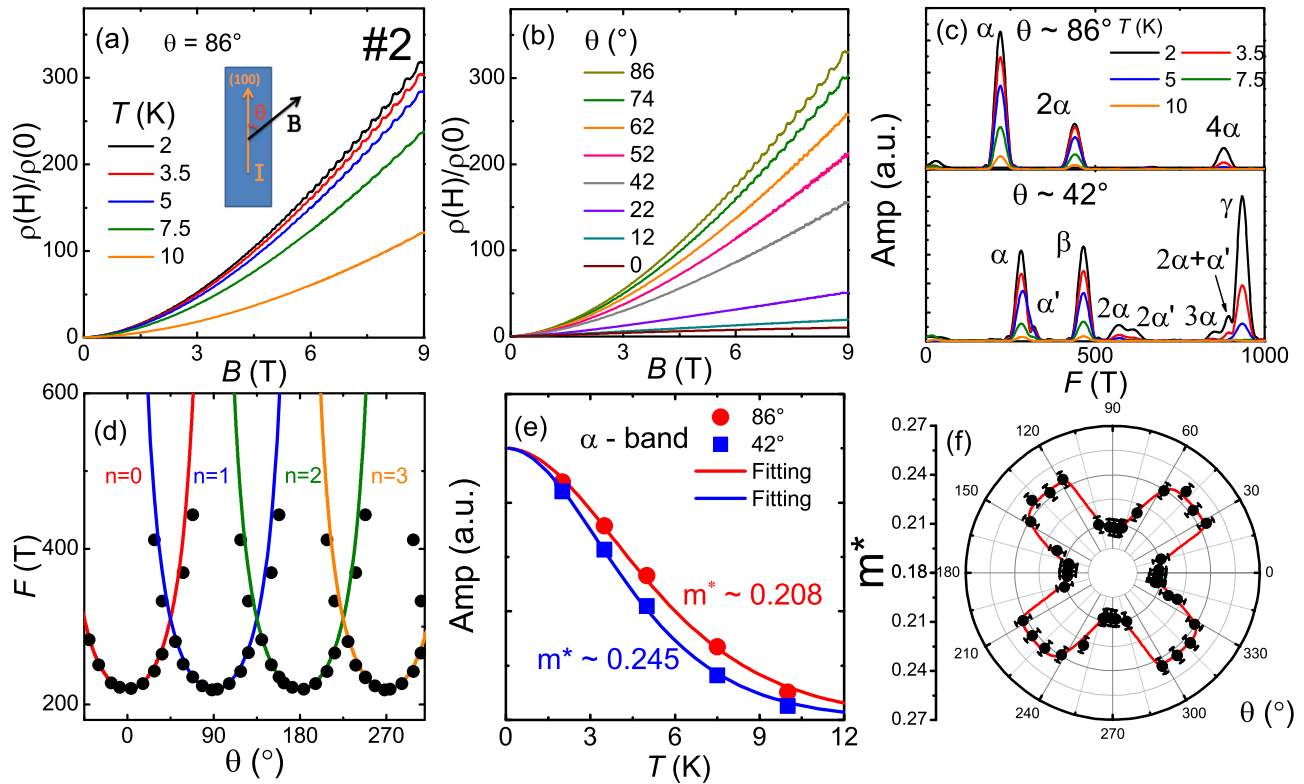 (a)
θ = 86°
#2
(100)
θ
B
I
T (K)
2
3.5
5
7.5
10
ρ(H)/ρ(0)
300
200
100
0
0
3
6
9
B (T)
(b)
θ (°)
86
74
62
52
42
22
12
0
ρ(H)/ρ(0)
300
200
100
0
0
3
6
9
B (T)
(c)
θ ~ 86°
T (K)
2
3.5
5
7.5
10
α
2α
4α
Amp (a.u.)
θ ~ 42°
α
α'
β
2α
2α'
3α
2α+α'
γ
0
500
1000
F (T)
(d)
n=0
n=1
n=2
n=3
F (T)
600
400
200
0
90
180
270
θ (°)
(e)
α - band
86°
42°
Fitting
Fitting
m* ~ 0.208
m* ~ 0.245
Amp (a.u.)
0
3
6
9
12
T (K)
(f)
m*
0.27
0.24
0.21
0.18
0.21
0.24
0.27
90
60
30
0
330
300
270
240
210
180
150
120
θ (°)